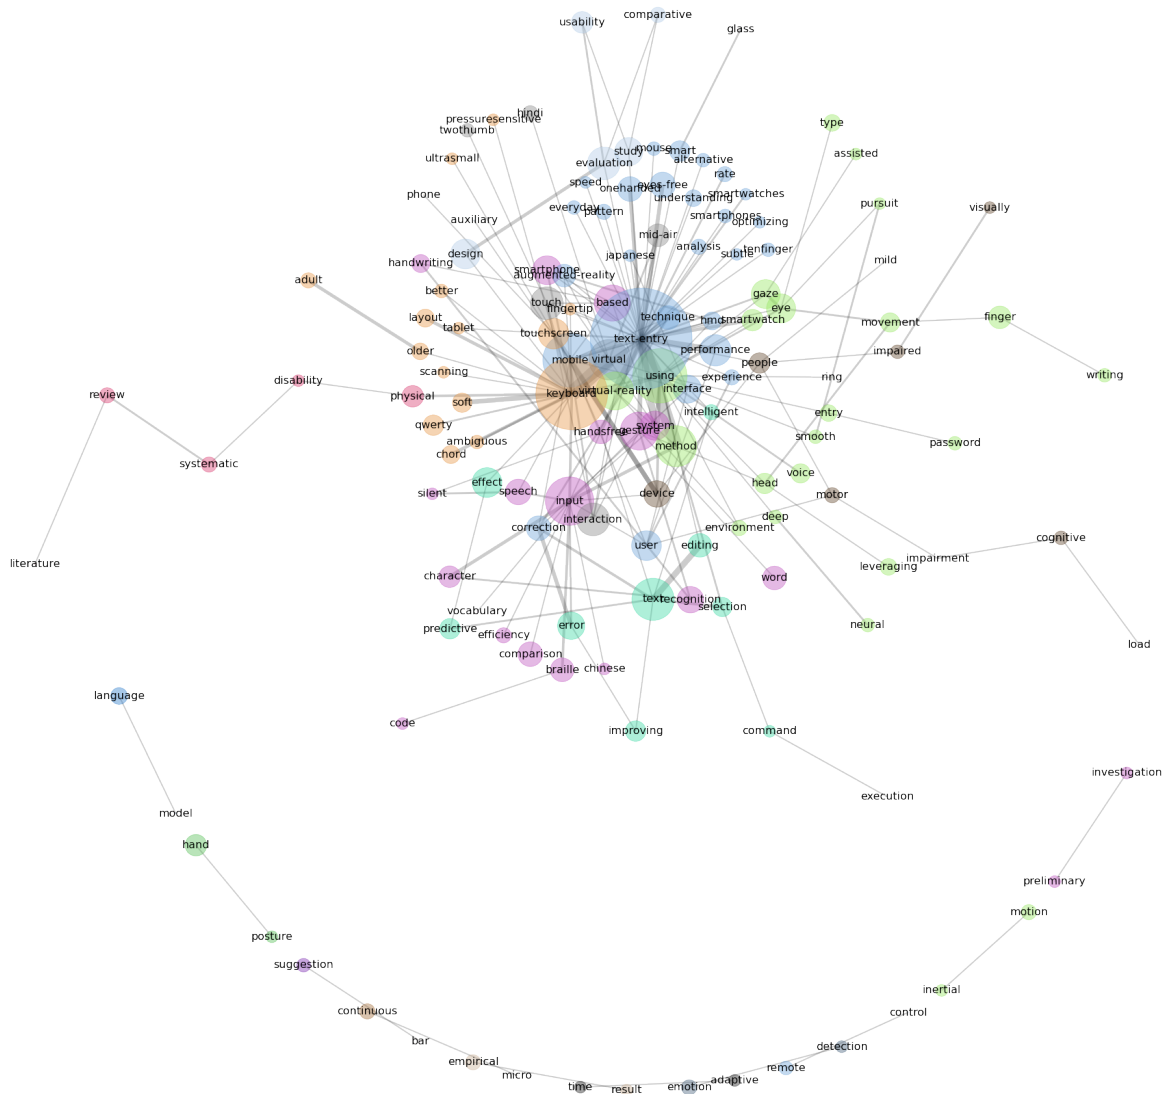 comparative
usability
glass
hindi
pressuresensitive
type
twothumb
mouse
smart
study
assisted
ultrasmall
alternative
evaluation
rate
speed
eyes-free
onehanded
phone
smartwatches
understanding
pursuit
everyday
pattern
visually
smartphones
auxiliary
optimizing
mid-air
analysis
tenfinger
design
subtle
japanese
mild
handwriting
smartphone
augmented-reality
adult
better
gaze
touch
based
fingertip
eye
layout
technique
hmd
smartwatch
finger
movement
tablet
touchscreen
text-entry
older
performance
impaired
mobile
virtual
people
scanning
using
experience
ring
writing
disability
virtual-reality
interface
keyboard
review
physical
soft
intelligent
entry
qwerty
handsfree
gesture
system
smooth
ambiguous
method
password
chord
systematic
voice
effect
head
silent
speech
device
motor
input
interaction
deep
correction
environment
cognitive
user
editing
impairment
literature
leveraging
character
word
text
recognition
selection
vocabulary
predictive
error
neural
efficiency
load
comparison
braille
chinese
language
code
improving
command
investigation
execution
model
hand
preliminary
motion
posture
suggestion
inertial
continuous
control
bar
detection
empirical
remote
micro
adaptive
time
result
emotion